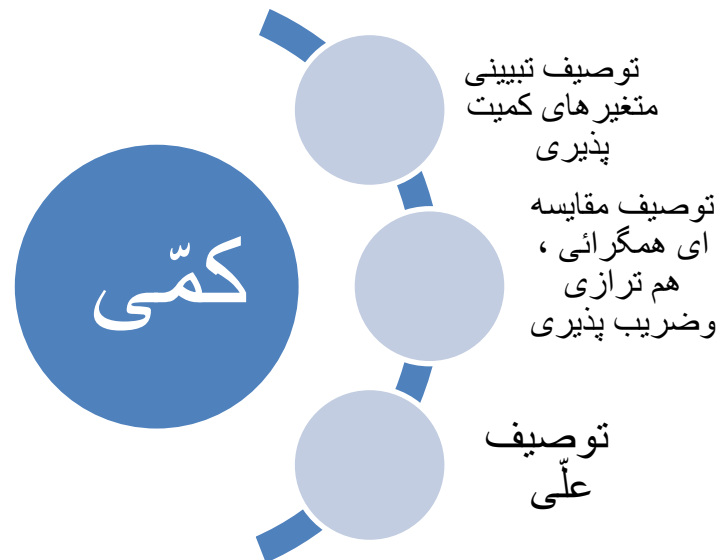 کمّی
توصیف تبیینی
متغیرهای کمیت
پذیری
توصیف مقایسه
ای همگرائی ،
هم ترازی
وضریب پذیری
توصیف
علّی